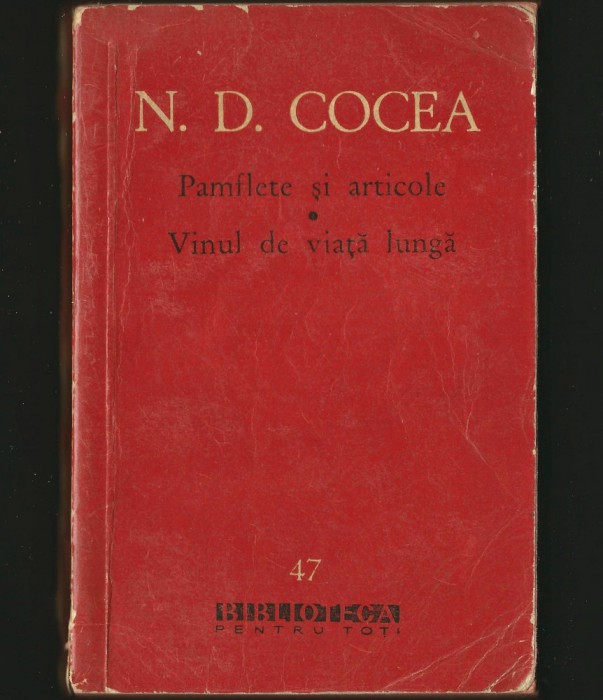 N. D. COCEA
Pamflete și articole
•
Vinul de viață lungă
47
BIBLIOTECA
PENTRU TOȚI